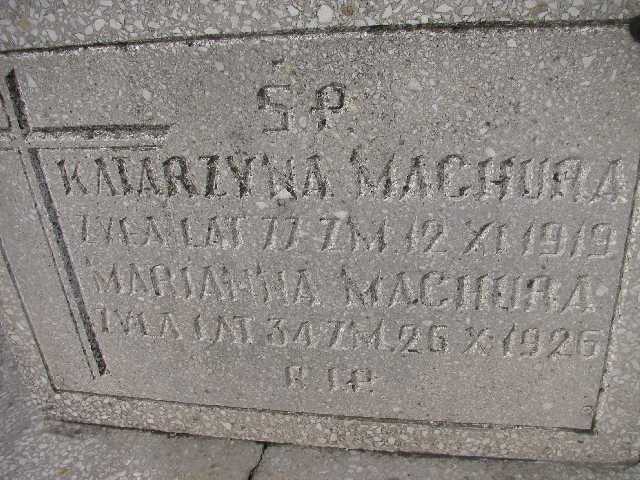 Ś.P.
KATARZYNA MACHURA
ŻYŁA LAT 77 ZM. 12 XI 1919
MARIANNA MACHURA
ŻYŁA LAT 34 ZM. 26 X 1926
R.I.P.